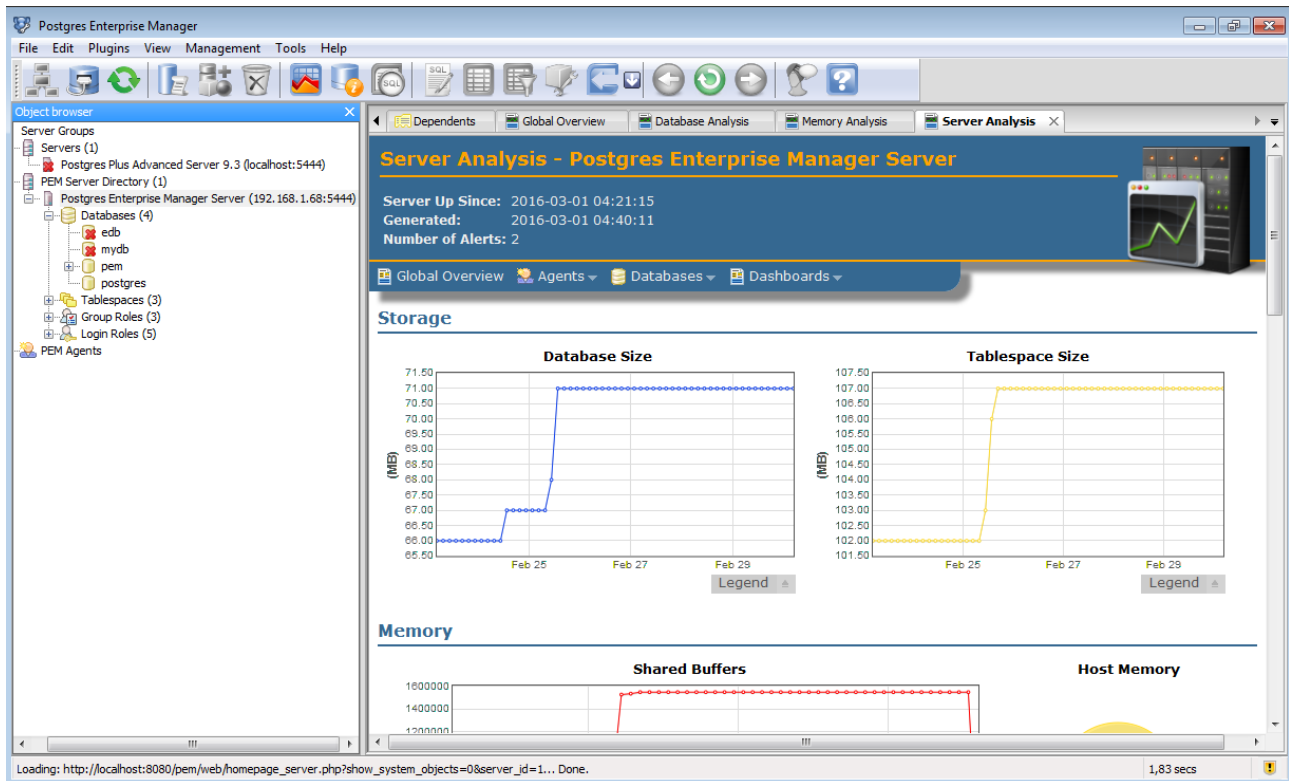 Postgres Enterprise Manager
File Edit Plugins View Management Tools Help
SQL
SQL
Object browser
Server Groups
Servers (1)
Postgres Plus Advanced Server 9.3 (localhost:5444)
PEM Server Directory (1)
Postgres Enterprise Manager Server (192.168.1.68:5444)
Databases (4)
edb
mydb
pem
postgres
Tablespaces (3)
Group Roles (3)
Login Roles (5)
PEM Agents
Dependents Global Overview Database Analysis Memory Analysis Server Analysis
Server Analysis - Postgres Enterprise Manager Server
Server Up Since: 2016-03-01 04:21:15
Generated: 2016-03-01 04:40:11
Number of Alerts: 2
Global Overview Agents Databases Dashboards
Storage
Database Size
71.50
71.00
70.50
70.00
69.50
69.00
68.50
68.00
67.50
67.00
66.50
66.00
65.50
(MB)
Feb 25 Feb 27 Feb 29
Legend
Tablespace Size
107.50
107.00
106.50
106.00
105.50
105.00
104.50
104.00
103.50
103.00
102.50
102.00
101.50
(MB)
Feb 25 Feb 27 Feb 29
Legend
Memory
Shared Buffers
1600000
1400000
1200000
Host Memory
Loading: http://localhost:8080/pem/web/homepage_server.php?show_system_objects=0&server_id=1... Done.
1,83 secs